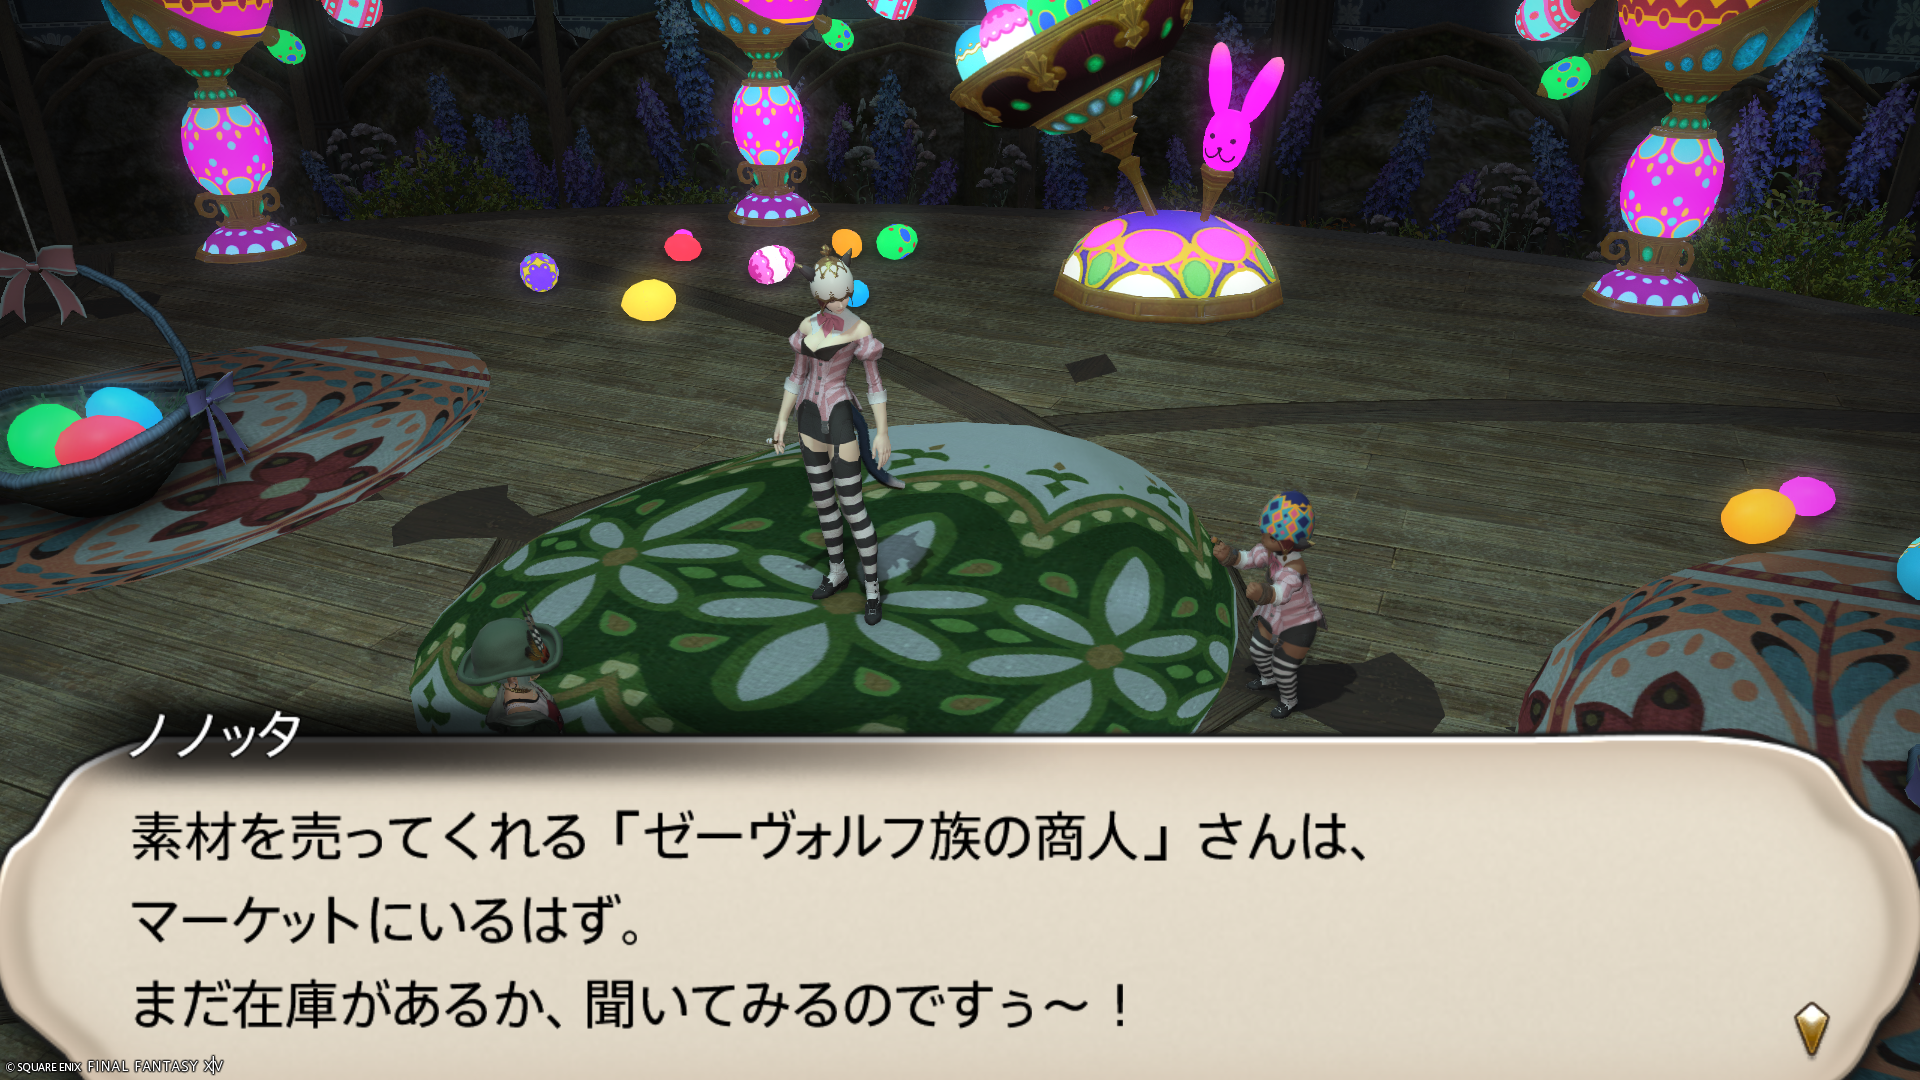 ノノッタ
素材を売ってくれる「ゼーヴォルフ族の商人」さんは、
マーケットにいるはず。
まだ在庫があるか、聞いてみるのですぅ～！
© SQUARE ENIX FINAL FANTASY XIV